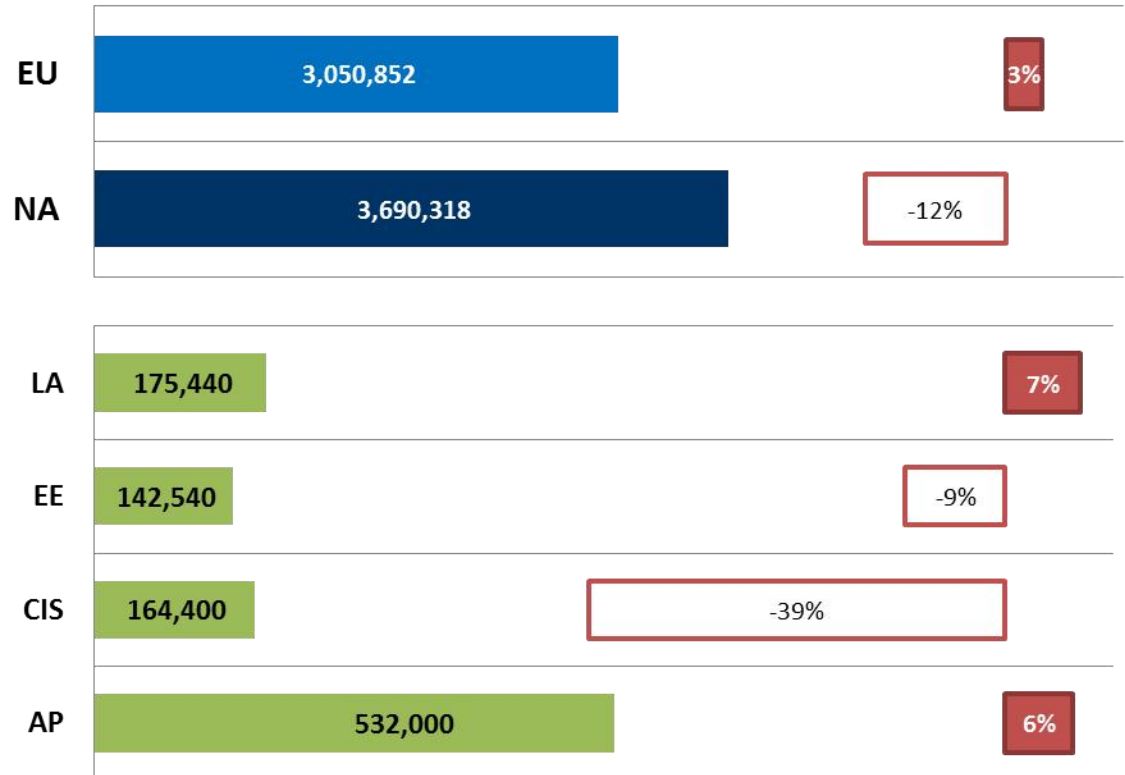 EU 3,050,852 3%
NA 3,690,318 -12%
LA 175,440 7%
EE 142,540 -9%
CIS 164,400 -39%
AP 532,000 6%